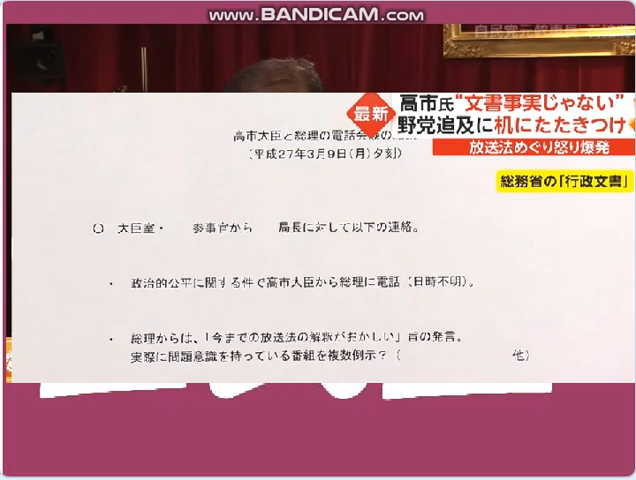 www.BANDICAM.com
最新
高市氏“文書事実じゃない”
野党追及に机にたたきつけ
放送法めぐり怒り爆発
総務省の「行政文書」
高市大臣と総理の電話会談の
（平成27年3月9日（月）夕刻）
○ 大臣室・ 参事官から 局長に対して以下の連絡。
・ 政治的公平に関する件で高市大臣から総理に電話（日時不明）。
・ 総理からは、「今までの放送法の解釈がおかしい」旨の発言。
実際に問題意識を持っている番組を複数例示？（ 他）